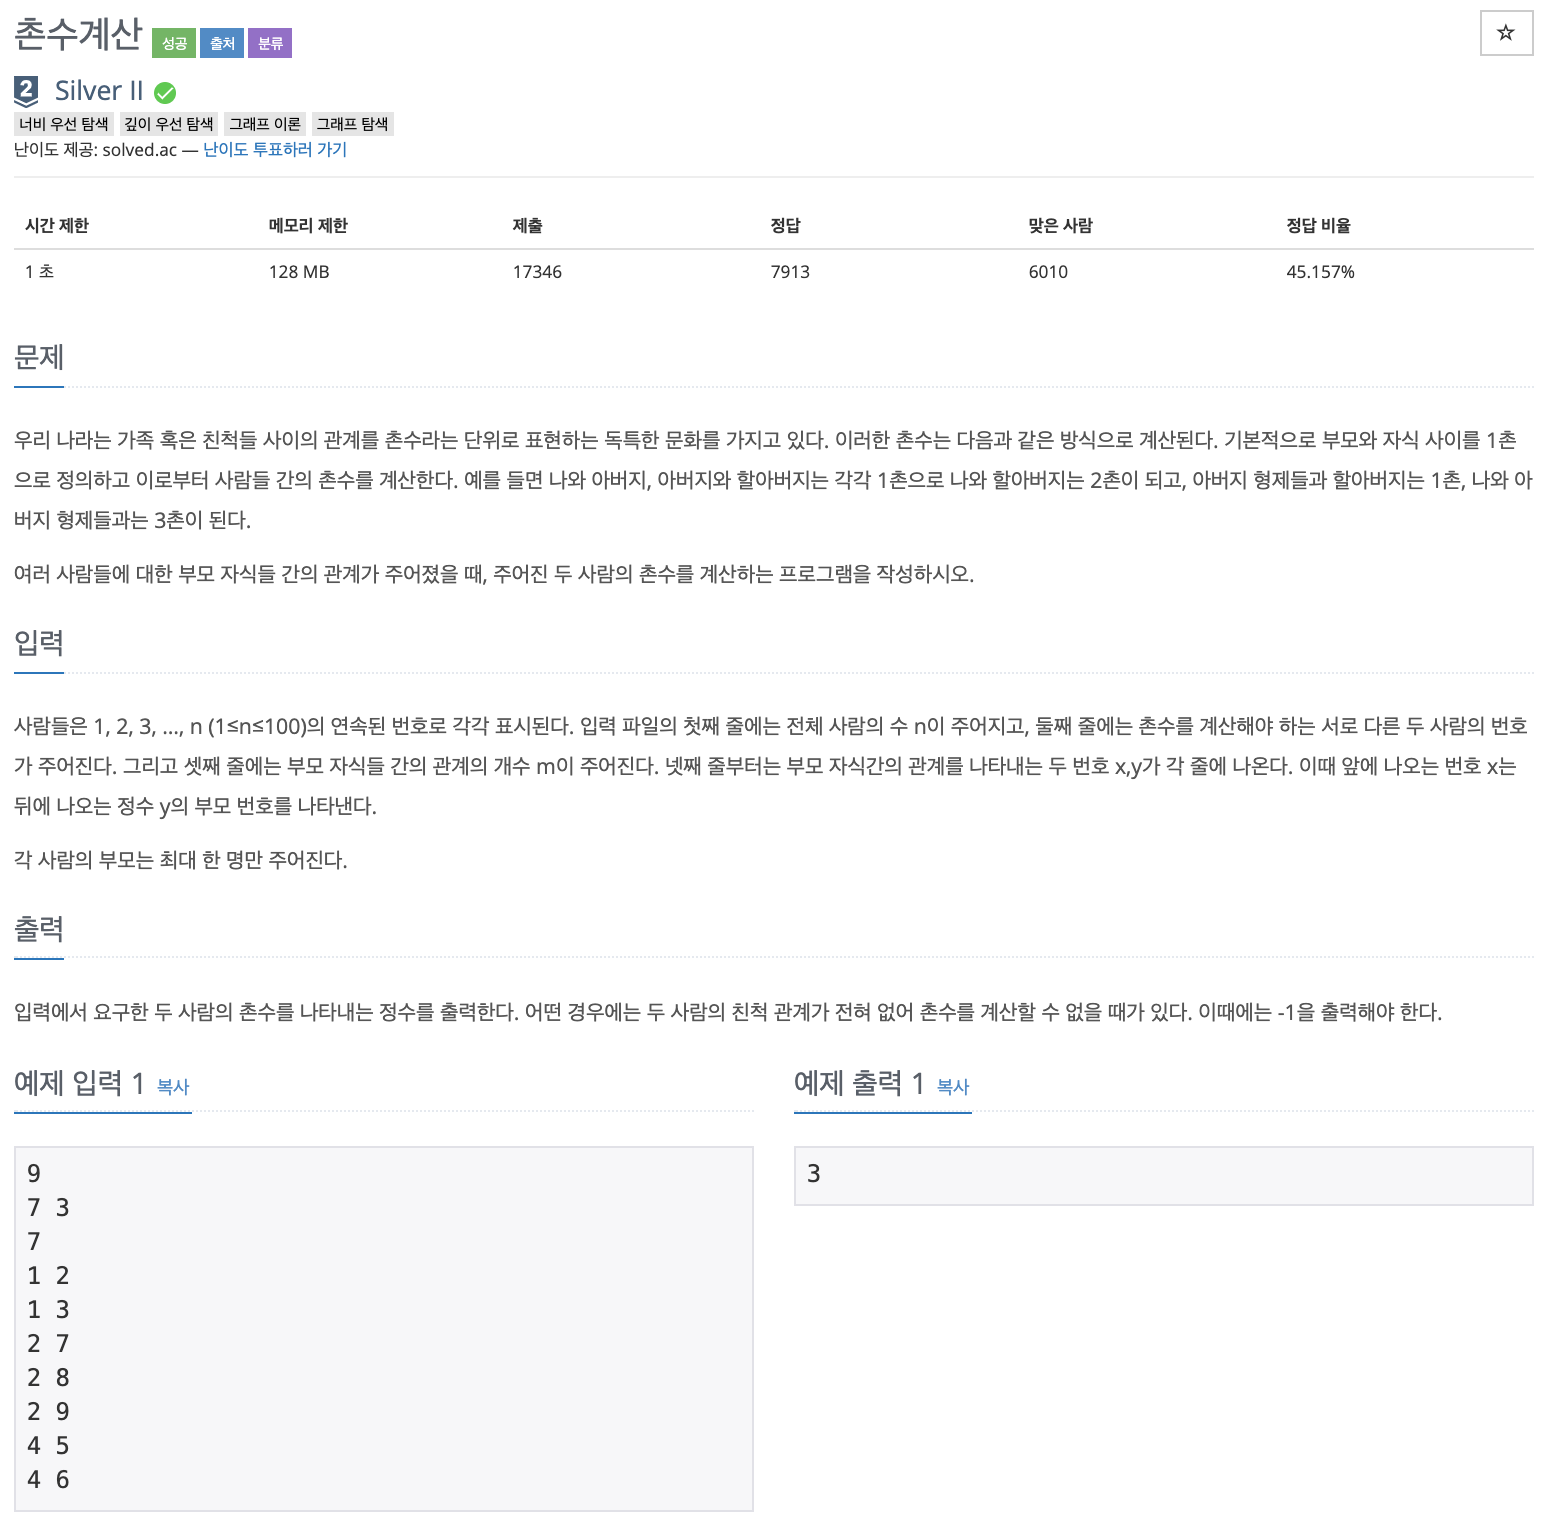 촌수계산 성공 출처 분류
☆
2 Silver II
너비 우선 탐색 깊이 우선 탐색 그래프 이론 그래프 탐색
난이도 제공: solved.ac — 난이도 투표하러 가기
시간 제한 메모리 제한 제출 정답 맞은 사람 정답 비율
1 초 128 MB 17346 7913 6010 45.157%
문제
우리 나라는 가족 혹은 친척들 사이의 관계를 촌수라는 단위로 표현하는 독특한 문화를 가지고 있다. 이러한 촌수는 다음과 같은 방식으로 계산된다. 기본적으로 부모와 자식 사이를 1촌
으로 정의하고 이로부터 사람들 간의 촌수를 계산한다. 예를 들면 나와 아버지, 아버지와 할아버지는 각각 1촌으로 나와 할아버지는 2촌이 되고, 아버지 형제들과 할아버지는 1촌, 나와 아
버지 형제들과는 3촌이 된다.
여러 사람들에 대한 부모 자식들 간의 관계가 주어졌을 때, 주어진 두 사람의 촌수를 계산하는 프로그램을 작성하시오.
입력
사람들은 1, 2, 3, …, n (1≤n≤100)의 연속된 번호로 각각 표시된다. 입력 파일의 첫째 줄에는 전체 사람의 수 n이 주어지고, 둘째 줄에는 촌수를 계산해야 하는 서로 다른 두 사람의 번호
가 주어진다. 그리고 셋째 줄에는 부모 자식들 간의 관계의 개수 m이 주어진다. 넷째 줄부터는 부모 자식간의 관계를 나타내는 두 번호 x,y가 각 줄에 나온다. 이때 앞에 나오는 번호 x는
뒤에 나오는 정수 y의 부모 번호를 나타낸다.
각 사람의 부모는 최대 한 명만 주어진다.
출력
입력에서 요구한 두 사람의 촌수를 나타내는 정수를 출력한다. 어떤 경우에는 두 사람의 친척 관계가 전혀 없어 촌수를 계산할 수 없을 때가 있다. 이때에는 -1을 출력해야 한다.
예제 입력 1 복사
9
7 3
7
1 2
1 3
2 7
2 8
2 9
4 5
4 6
예제 출력 1 복사
3